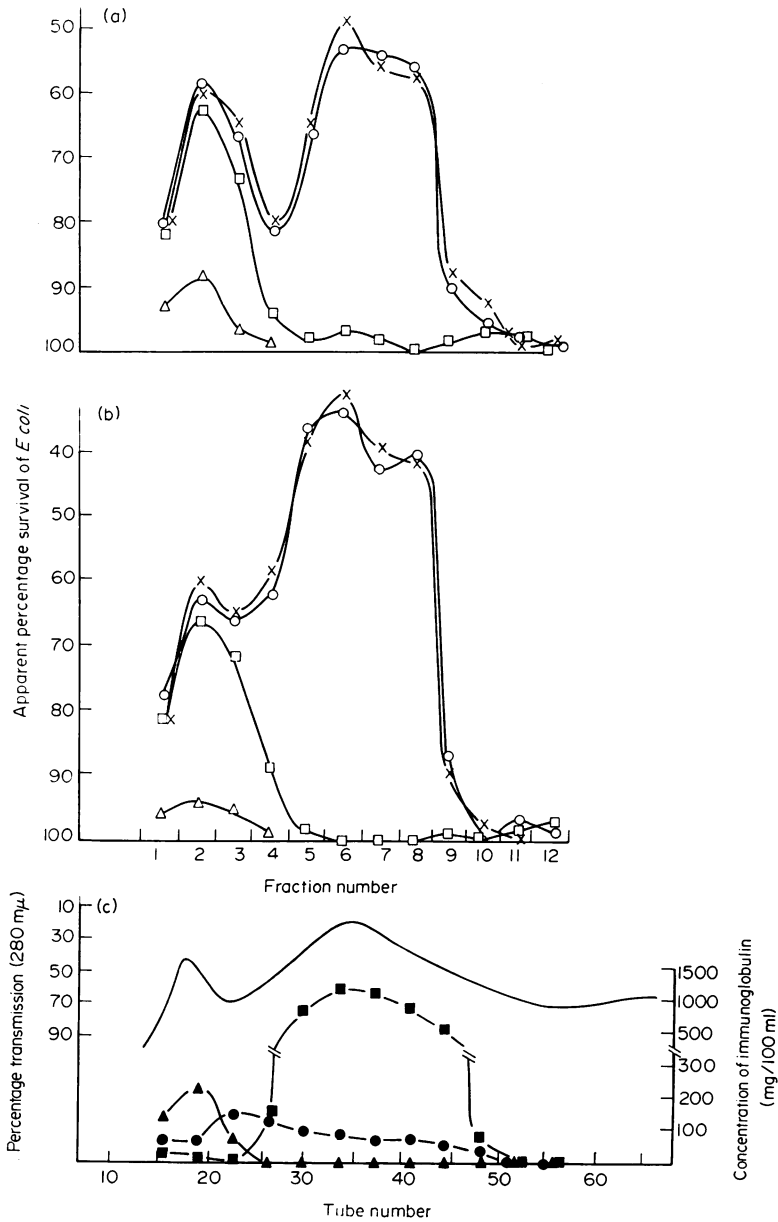 (a)
50
60
70
80
90
100
Apparent percentage survival of E coli
(b)
40
50
60
70
80
90
100
1 2 3 4 5 6 7 8 9 10 11 12
Fraction number
(c)
Percentage transmission (280 mμ)
10
30
50
70
90
1500
1000
500
300
200
100
Concentration of immunoglobulin
(mg/100 ml)
10 20 30 40 50 60
Tube number